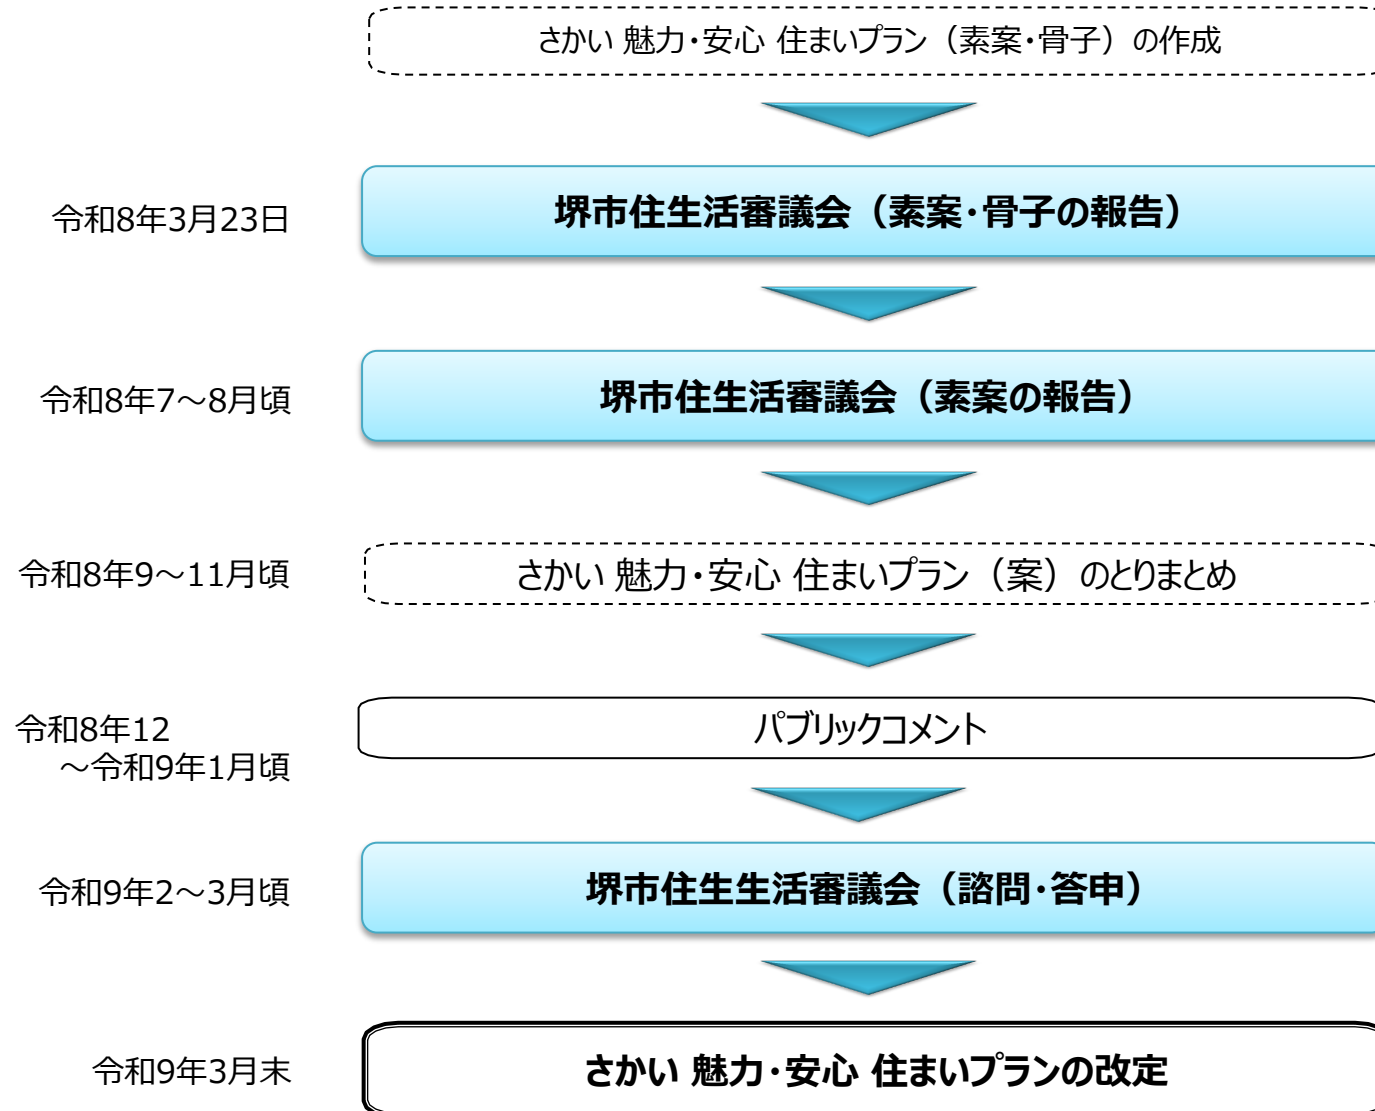 さかい 魅力・安心 住まいプラン（素案・骨子）の作成
令和8年3月23日
堺市住生活審議会（素案・骨子の報告）
令和8年7～8月頃
堺市住生活審議会（素案の報告）
令和8年9～11月頃
さかい 魅力・安心 住まいプラン（案）のとりまとめ
令和8年12
～令和9年1月頃
パブリックコメント
令和9年2～3月頃
堺市住生生活審議会（諮問・答申）
令和9年3月末
さかい 魅力・安心 住まいプランの改定